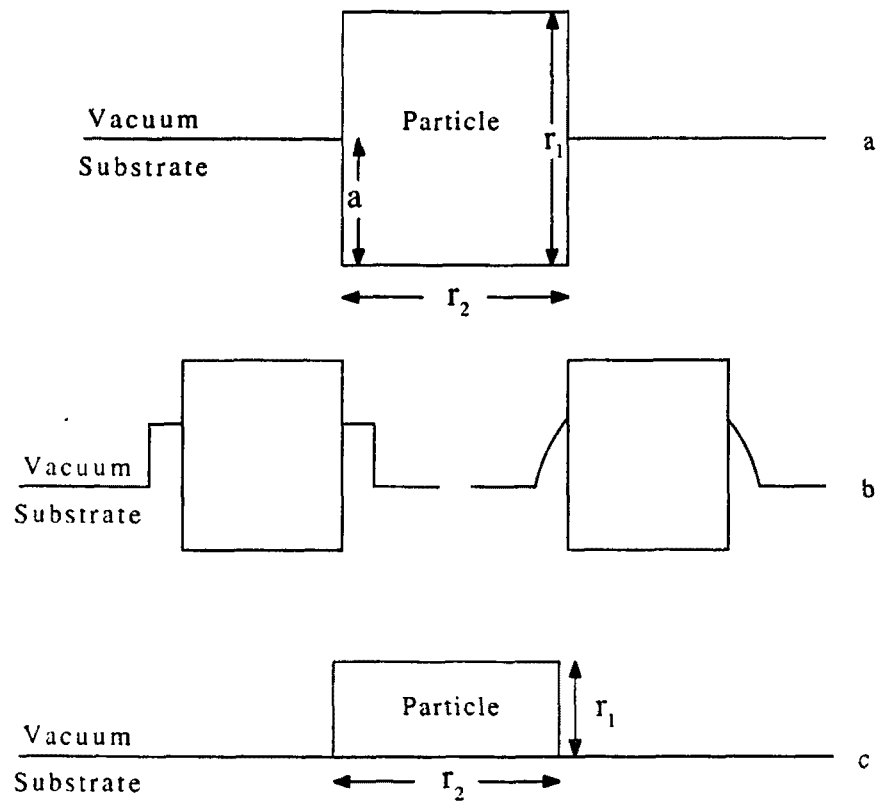 Vacuum
Substrate
Particle
r₁
a
r₂
a
Vacuum
Substrate
b
Particle
r₁
Vacuum
Substrate
r₂
c